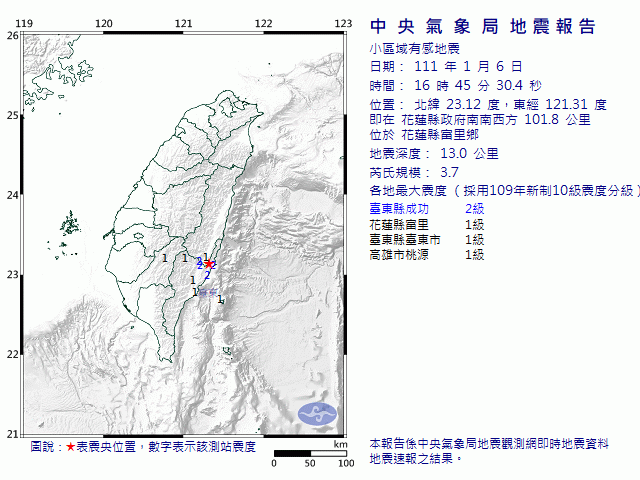 中央氣象局地震報告
小區域有感地震
日期： 111 年 1 月 6 日
時間： 16 時 45 分 30.4 秒
位置： 北緯 23.12 度，東經 121.31 度
即在 花蓮縣政府南南西方 101.8 公里
位於 花蓮縣富里鄉
地震深度： 13.0 公里
芮氏規模： 3.7
各地最大震度（採用109年新制10級震度分級）
臺東縣成功 2級
花蓮縣富里 1級
臺東縣臺東市 1級
高雄市桃源 1級
本報告係中央氣象局地震觀測網即時地震資料
地震速報之結果。
119 120 121 122 123
26
25
24
23
22
21
1 1 2 1
2 2
2
1
1 臺東 1
圖說：★表震央位置，數字表示該測站震度
km
0 50 100